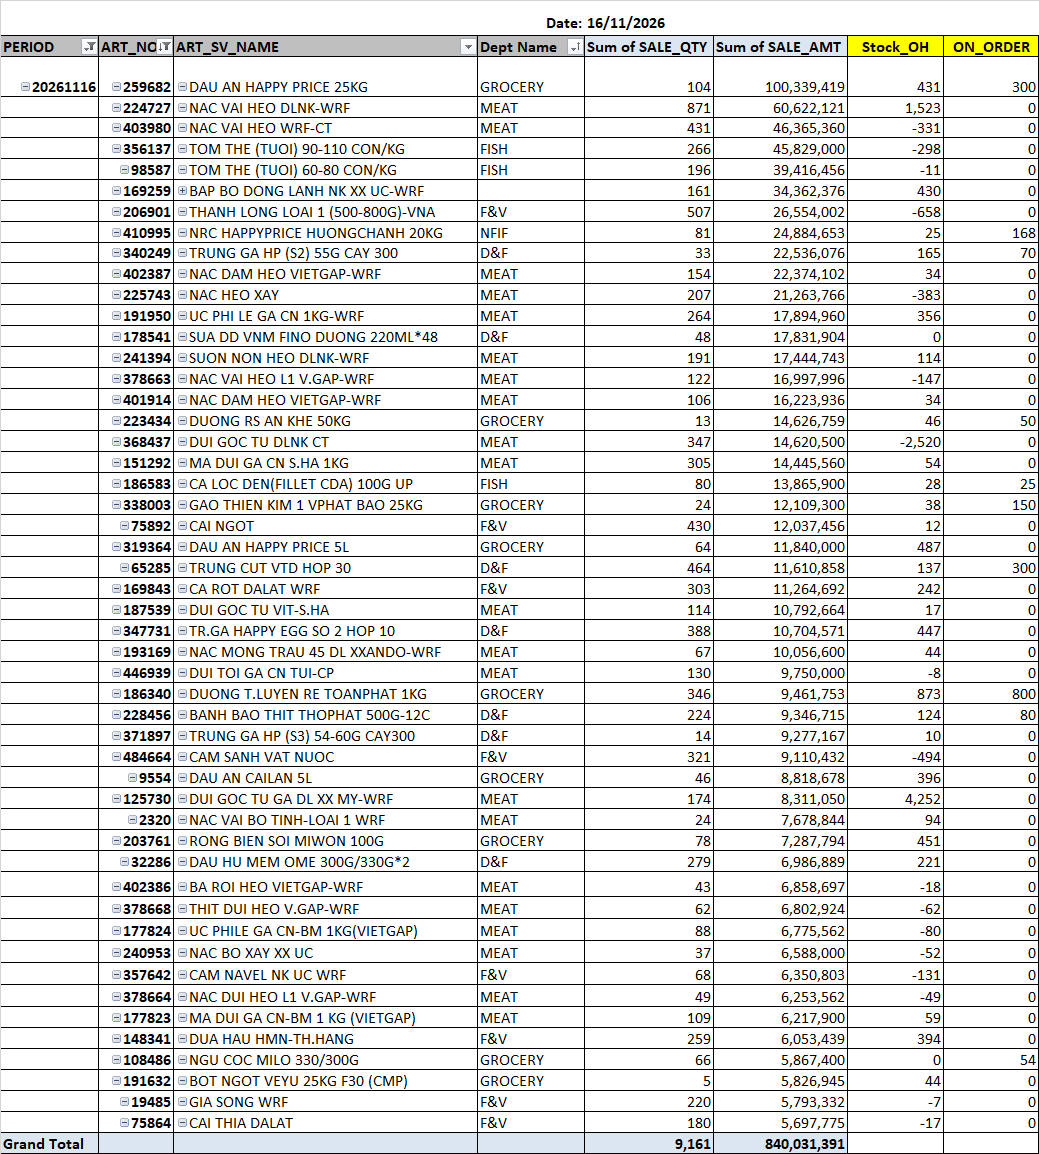 Date: 16/11/2026
PERIOD ART_NO ART_SV_NAME Dept Name Sum of SALE_QTY Sum of SALE_AMT Stock_OH ON_ORDER
20261116 259682 DAU AN HAPPY PRICE 25KG GROCERY 104 100,339,419 431 300
224727 NAC VAI HEO DLNK-WRF MEAT 871 60,622,121 1,523 0
403980 NAC VAI HEO WRF-CT MEAT 431 46,365,360 -331 0
356137 TOM THE (TUOI) 90-110 CON/KG FISH 266 45,829,000 -298 0
98587 TOM THE (TUOI) 60-80 CON/KG FISH 196 39,416,456 -11 0
169259 BAP BO DONG LANH NK XX UC-WRF 161 34,362,376 430 0
206901 THANH LONG LOAI 1 (500-800G)-VNA F&V 507 26,554,002 -658 0
410995 NRC HAPPYPRICE HUONGCHANH 20KG NFIF 81 24,884,653 25 168
340249 TRUNG GA HP (S2) 55G CAY 300 D&F 33 22,536,076 165 70
402387 NAC DAM HEO VIETGAP-WRF MEAT 154 22,374,102 34 0
225743 NAC HEO XAY MEAT 207 21,263,766 -383 0
191950 UC PHI LE GA CN 1KG-WRF MEAT 264 17,894,960 356 0
178541 SUA DD VNM FINO DUONG 220ML*48 D&F 48 17,831,904 0 0
241394 SUON NON HEO DLNK-WRF MEAT 191 17,444,743 114 0
378663 NAC VAI HEO L1 V.GAP-WRF MEAT 122 16,997,996 -147 0
401914 NAC DAM HEO VIETGAP-WRF MEAT 106 16,223,936 34 0
223434 DUONG RS AN KHE 50KG GROCERY 13 14,626,759 46 50
368437 DUI GOC TU DLNK CT MEAT 347 14,620,500 -2,520 0
151292 MA DUI GA CN S.HA 1KG MEAT 305 14,445,560 54 0
186583 CA LOC DEN(FILLET CDA) 100G UP FISH 80 13,865,900 28 25
338003 GAO THIEN KIM 1 VPHAT BAO 25KG GROCERY 24 12,109,300 38 150
75892 CAI NGOT F&V 430 12,037,456 12 0
319364 DAU AN HAPPY PRICE 5L GROCERY 64 11,840,000 487 0
65285 TRUNG CUT VTD HOP 30 D&F 464 11,610,858 137 300
169843 CA ROT DALAT WRF F&V 303 11,264,692 242 0
187539 DUI GOC TU VIT-S.HA MEAT 114 10,792,664 17 0
347731 TR.GA HAPPY EGG SO 2 HOP 10 D&F 388 10,704,571 447 0
193169 NAC MONG TRAU 45 DL XXANDO-WRF MEAT 67 10,056,600 44 0
446939 DUI TOI GA CN TUI-CP MEAT 130 9,750,000 -8 0
186340 DUONG T.LUYEN RE TOANPHAT 1KG GROCERY 346 9,461,753 873 800
228456 BANH BAO THIT THOPHAT 500G-12C D&F 224 9,346,715 124 80
371897 TRUNG GA HP (S3) 54-60G CAY300 D&F 14 9,277,167 10 0
484664 CAM SANH VAT NUOC F&V 321 9,110,432 -494 0
9554 DAU AN CAILAN 5L GROCERY 46 8,818,678 396 0
125730 DUI GOC TU GA DL XX MY-WRF MEAT 174 8,311,050 4,252 0
2320 NAC VAI BO TINH-LOAI 1 WRF MEAT 24 7,678,844 94 0
203761 RONG BIEN SOI MIWON 100G GROCERY 78 7,287,794 451 0
32286 DAU HU MEM OME 300G/330G*2 D&F 279 6,986,889 221 0
402386 BA ROI HEO VIETGAP-WRF MEAT 43 6,858,697 -18 0
378668 THIT DUI HEO V.GAP-WRF MEAT 62 6,802,924 -62 0
177824 UC PHILE GA CN-BM 1KG(VIETGAP) MEAT 88 6,775,562 -80 0
240953 NAC BO XAY XX UC MEAT 37 6,588,000 -52 0
357642 CAM NAVEL NK UC WRF F&V 68 6,350,803 -131 0
378664 NAC DUI HEO L1 V.GAP-WRF MEAT 49 6,253,562 -49 0
177823 MA DUI GA CN-BM 1 KG (VIETGAP) MEAT 109 6,217,900 59 0
148341 DUA HAU HMN-TH.HANG F&V 259 6,053,439 394 0
108486 NGU COC MILO 330/300G GROCERY 66 5,867,400 0 54
191632 BOT NGOT VEYU 25KG F30 (CMP) GROCERY 5 5,826,945 44 0
19485 GIA SONG WRF F&V 220 5,793,332 -7 0
75864 CAI THIA DALAT F&V 180 5,697,775 -17 0
Grand Total 9,161 840,031,391